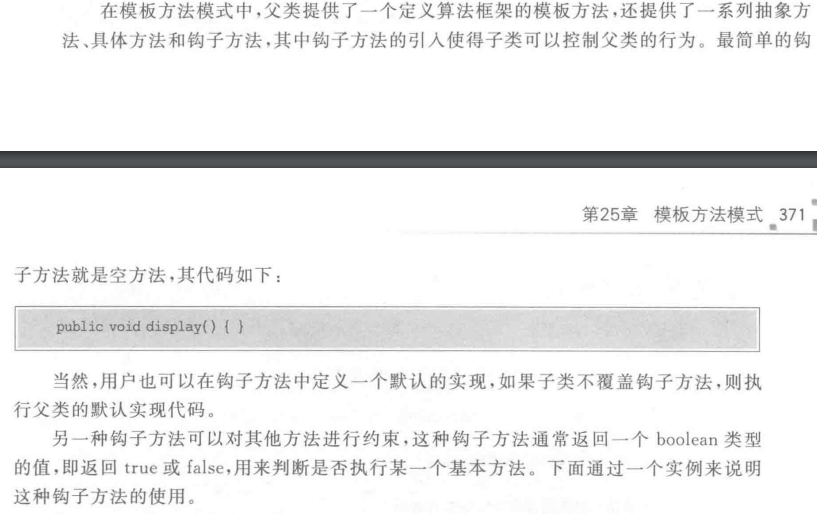 在模板方法模式中,父类提供了一个定义算法框架的模板方法,还提供了一系列抽象方
法、具体方法和钩子方法,其中钩子方法的引入使得子类可以控制父类的行为。最简单的钩
第25章 模板方法模式 371
子方法就是空方法,其代码如下:
public void display() { }
当然,用户也可以在钩子方法中定义一个默认的实现,如果子类不覆盖钩子方法,则执
行父类的默认实现代码。
另一种钩子方法可以对其他方法进行约束,这种钩子方法通常返回一个 boolean 类型
的值,即返回 true 或 false,用来判断是否执行某一个基本方法。下面通过一个实例来说明
这种钩子方法的使用。